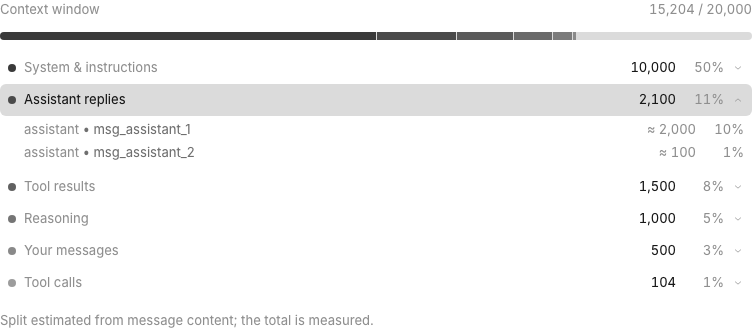 Context window 15,204 / 20,000
System & instructions 10,000 50%
Assistant replies 2,100 11%
assistant • msg_assistant_1 ≈ 2,000 10%
assistant • msg_assistant_2 ≈ 100 1%
Tool results 1,500 8%
Reasoning 1,000 5%
Your messages 500 3%
Tool calls 104 1%
Split estimated from message content; the total is measured.